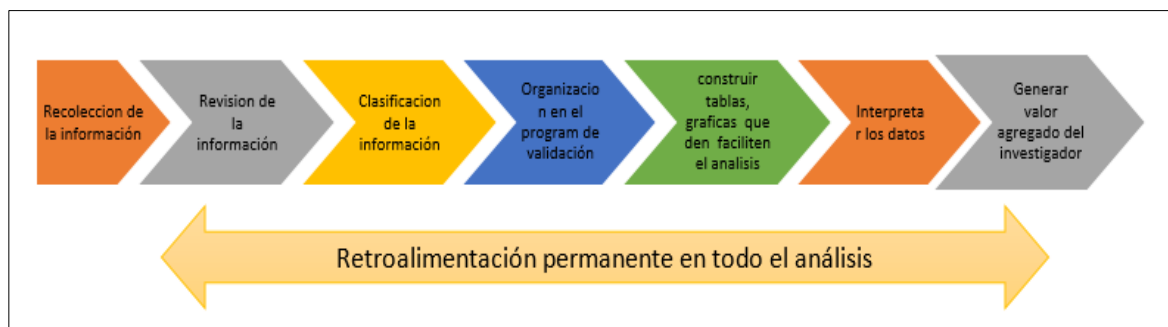 Recoleccion de
la información
Revision de
la
información
Clasificacion
de la
información
Organizacio
n en el
program de
validación
construir
tablas,
graficas que
den faciliten
el analisis
Interpreta
r los datos
Generar
valor
agregado del
investigador
Retroalimentación permanente en todo el análisis